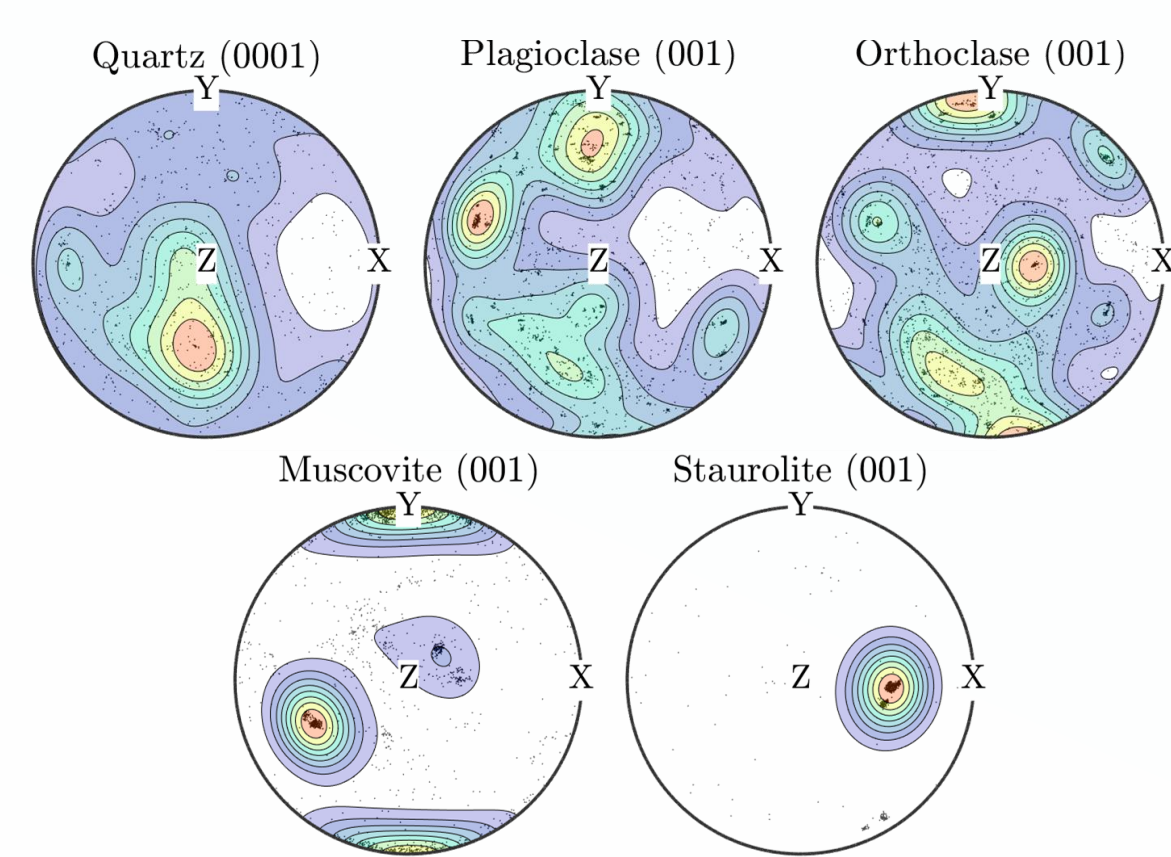 Quartz (0001) Plagioclase (001) Orthoclase (001)
Y Y Y
Z X Z X Z X
Muscovite (001) Staurolite (001)
Y Y
Z X Z X